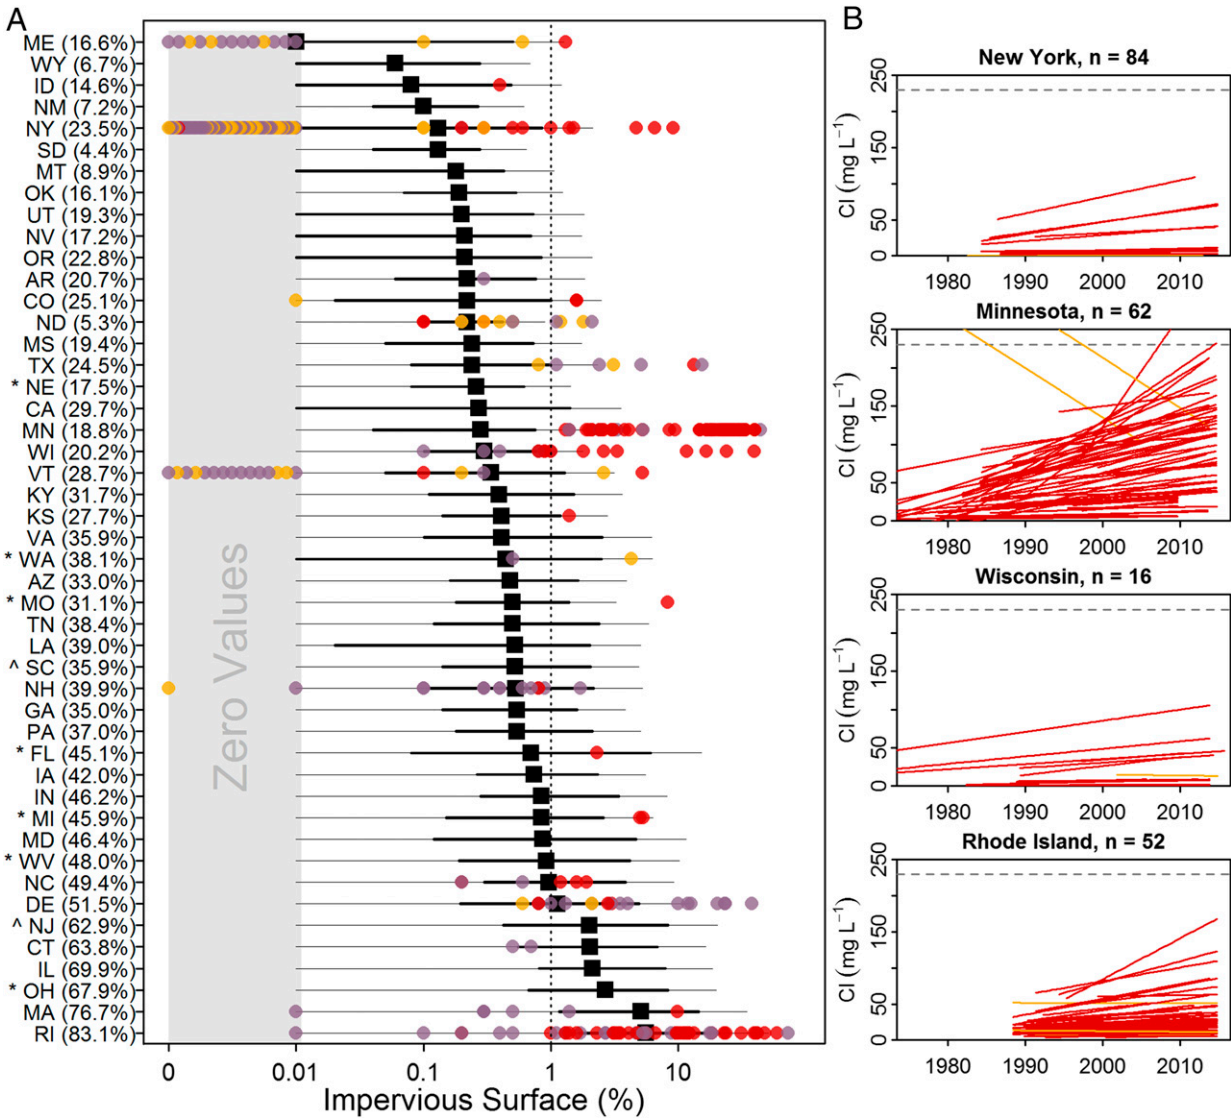 A
ME (16.6%)
WY (6.7%)
ID (14.6%)
NM (7.2%)
NY (23.5%)
SD (4.4%)
MT (8.9%)
OK (16.1%)
UT (19.3%)
NV (17.2%)
OR (22.8%)
AR (20.7%)
CO (25.1%)
ND (5.3%)
MS (19.4%)
TX (24.5%)
* NE (17.5%)
CA (29.7%)
MN (18.8%)
WI (20.2%)
VT (28.7%)
KY (31.7%)
KS (27.7%)
VA (35.9%)
* WA (38.1%)
AZ (33.0%)
* MO (31.1%)
TN (38.4%)
LA (39.0%)
^ SC (35.9%)
NH (39.9%)
GA (35.0%)
PA (37.0%)
* FL (45.1%)
IA (42.0%)
IN (46.2%)
* MI (45.9%)
MD (46.4%)
* WV (48.0%)
NC (49.4%)
DE (51.5%)
^ NJ (62.9%)
CT (63.8%)
IL (69.9%)
* OH (67.9%)
MA (76.7%)
RI (83.1%)
Zero Values
0 0.01 0.1 1 10
Impervious Surface (%)
B
New York, n = 84
Cl (mg L⁻¹)
250
150
50
0
1980 1990 2000 2010
Minnesota, n = 62
Cl (mg L⁻¹)
250
150
50
0
1980 1990 2000 2010
Wisconsin, n = 16
Cl (mg L⁻¹)
250
150
50
0
1980 1990 2000 2010
Rhode Island, n = 52
Cl (mg L⁻¹)
250
150
50
0
1980 1990 2000 2010